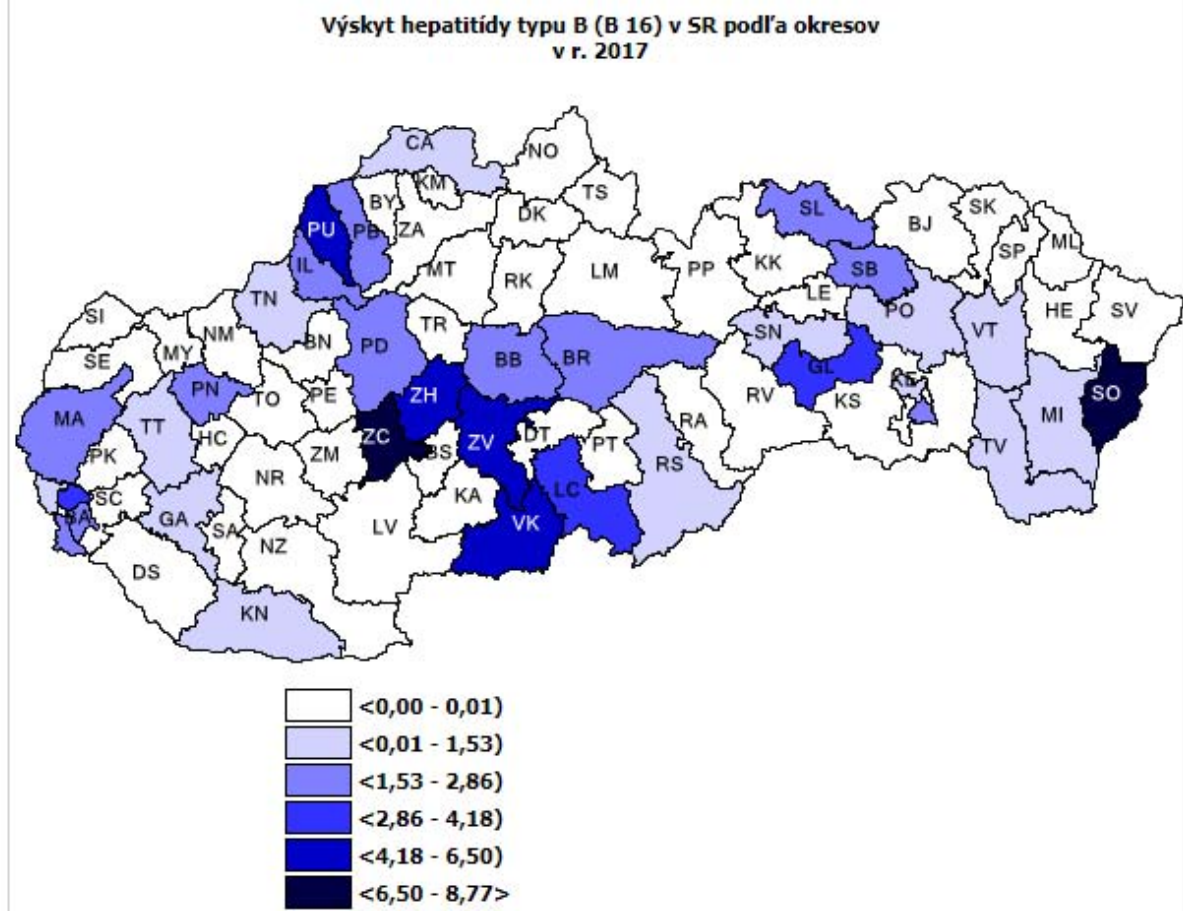 Výskyt hepatitídy typu B (B 16) v SR podľa okresov
v r. 2017
CA
NO
KM
TS
BY
DK
PU
PB
ZA
SL
BJ
SK
SP
ML
IL
MT
RK
LM
PP
KK
SB
TN
LE
PO
HE
SV
SI
NM
BN
TR
SN
VT
SE
MY
PD
BB
BR
GL
PN
TO
PE
ZH
RV
KS
KE
MI
SO
MA
TT
HC
ZC
BS
ZV
DT
PT
RA
PK
ZM
NR
RS
TV
SC
KA
LC
BA
GA
SA
LV
VK
NZ
DS
KN
<0,00 - 0,01)
<0,01 - 1,53)
<1,53 - 2,86)
<2,86 - 4,18)
<4,18 - 6,50)
<6,50 - 8,77>